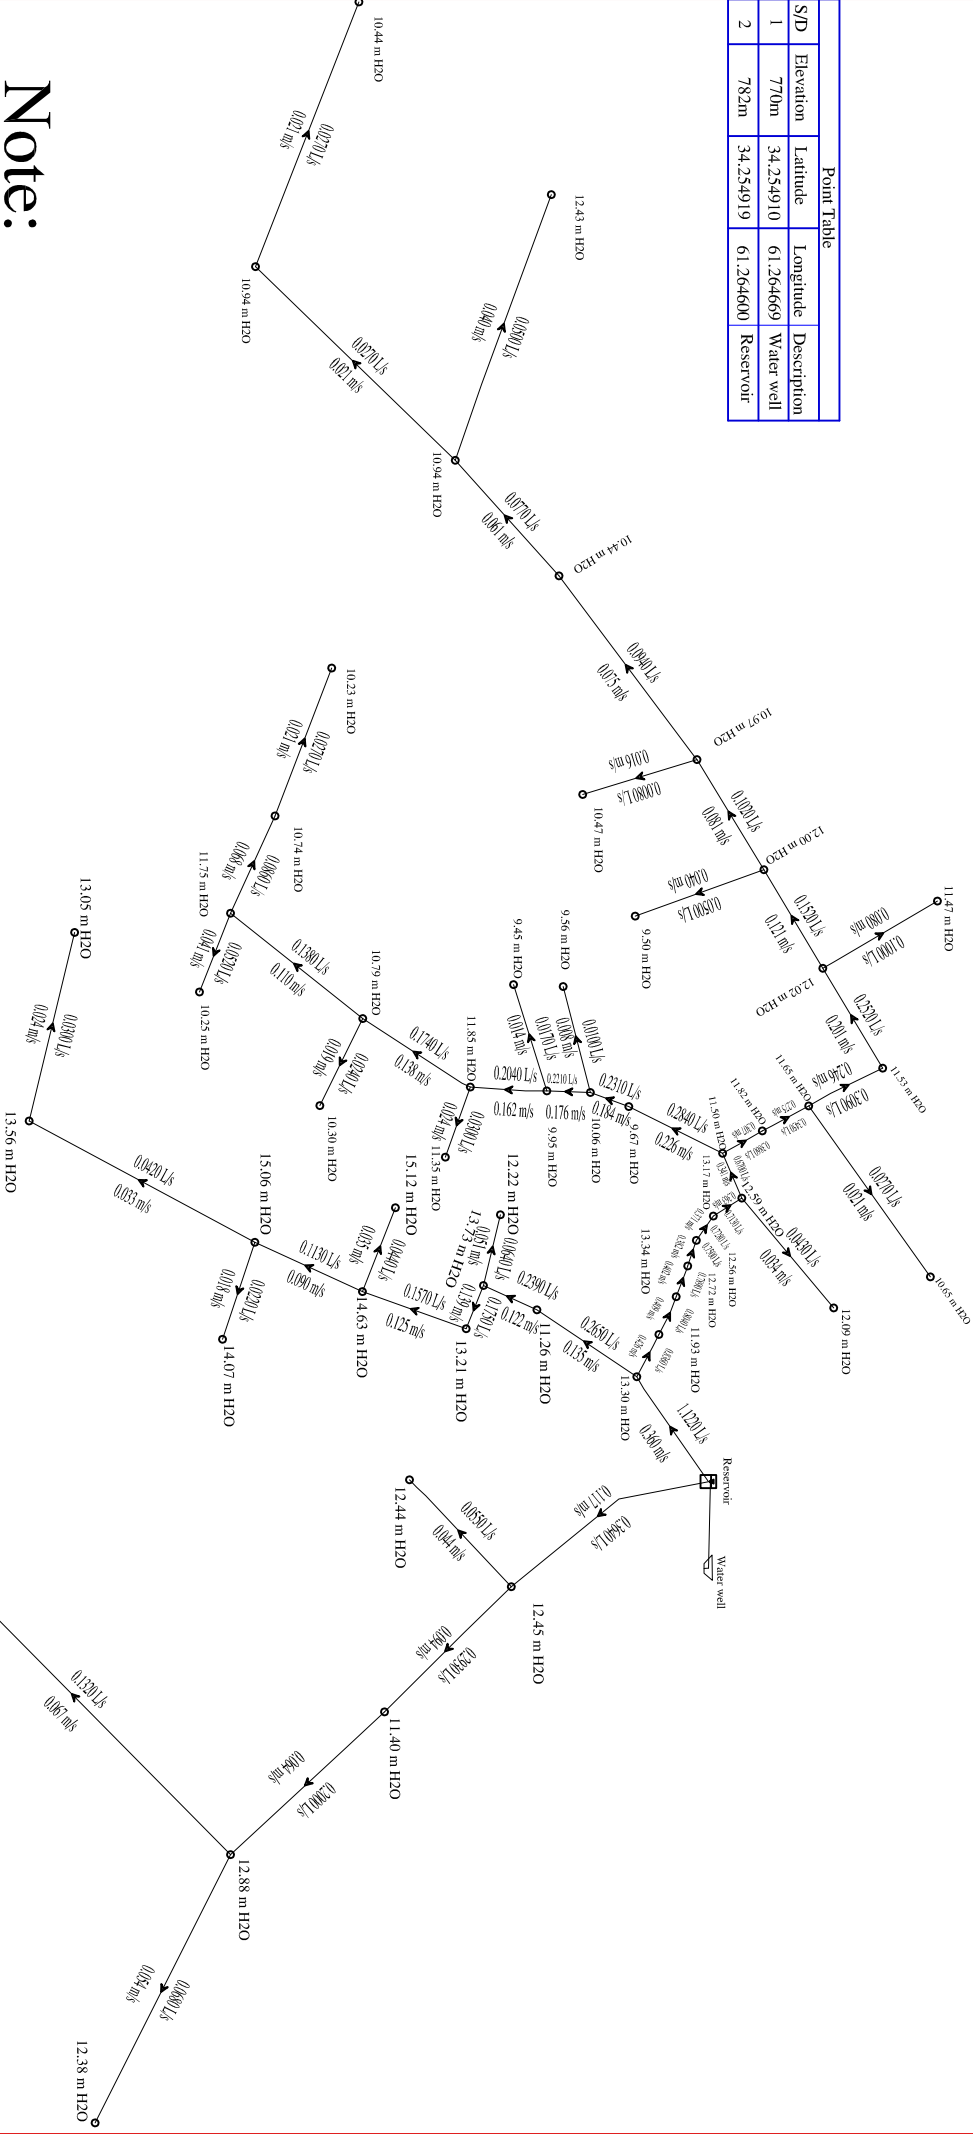 Point Table
S/D Elevation Latitude Longitude Description
1 770m 34.254910 61.264669 Water well
2 782m 34.254919 61.264600 Reservoir
Note:
10.44 m H2O
0.0270 L/s
0.021 m/s
10.94 m H2O
0.0270 L/s
0.021 m/s
12.43 m H2O
0.0500 L/s
0.040 m/s
10.94 m H2O
0.0770 L/s
0.061 m/s
10.44 m H2O
0.0940 L/s
0.075 m/s
10.97 m H2O
0.016 m/s
0.0080 L/s
10.47 m H2O
0.1020 L/s
0.081 m/s
12.00 m H2O
0.040 m/s
0.0500 L/s
9.50 m H2O
0.1520 L/s
0.121 m/s
11.47 m H2O
0.080 m/s
0.1000 L/s
12.02 m H2O
0.2520 L/s
0.201 m/s
11.53 m H2O
0.246 m/s
0.3090 L/s
11.65 m H2O
0.0270 L/s
0.021 m/s
10.65 m H2O
11.82 m H2O
11.50 m H2O
13.17 m H2O
12.59 m H2O
0.0430 L/s
0.034 m/s
12.09 m H2O
12.56 m H2O
12.72 m H2O
13.34 m H2O
11.93 m H2O
13.30 m H2O
1.1220 L/s
0.360 m/s
Reservoir
Water well
0.2840 L/s
0.226 m/s
9.67 m H2O
0.2310 L/s
0.184 m/s
10.06 m H2O
9.56 m H2O
0.0100 L/s
0.008 m/s
0.2210 L/s
0.176 m/s
9.95 m H2O
9.45 m H2O
0.0170 L/s
0.014 m/s
0.2040 L/s
0.162 m/s
11.85 m H2O
0.0300 L/s
0.024 m/s
11.35 m H2O
0.1740 L/s
0.138 m/s
10.79 m H2O
0.0240 L/s
0.019 m/s
10.30 m H2O
0.1380 L/s
0.110 m/s
11.75 m H2O
0.0520 L/s
0.041 m/s
10.25 m H2O
0.0860 L/s
0.068 m/s
10.74 m H2O
0.0270 L/s
0.021 m/s
10.23 m H2O
0.2650 L/s
0.135 m/s
11.26 m H2O
0.2390 L/s
0.122 m/s
13.73 m H2O
12.22 m H2O
0.0640 L/s
0.051 m/s
0.1750 L/s
0.139 m/s
13.21 m H2O
0.1570 L/s
0.125 m/s
14.63 m H2O
15.12 m H2O
0.0440 L/s
0.035 m/s
0.1130 L/s
0.090 m/s
15.06 m H2O
0.0220 L/s
0.018 m/s
14.07 m H2O
0.0420 L/s
0.033 m/s
13.56 m H2O
0.0300 L/s
0.024 m/s
13.05 m H2O
0.117 m/s
0.3640 L/s
12.45 m H2O
0.0550 L/s
0.044 m/s
12.44 m H2O
0.2930 L/s
0.094 m/s
11.40 m H2O
0.064 m/s
0.2000 L/s
12.88 m H2O
0.1320 L/s
0.067 m/s
0.0680 L/s
0.054 m/s
12.38 m H2O